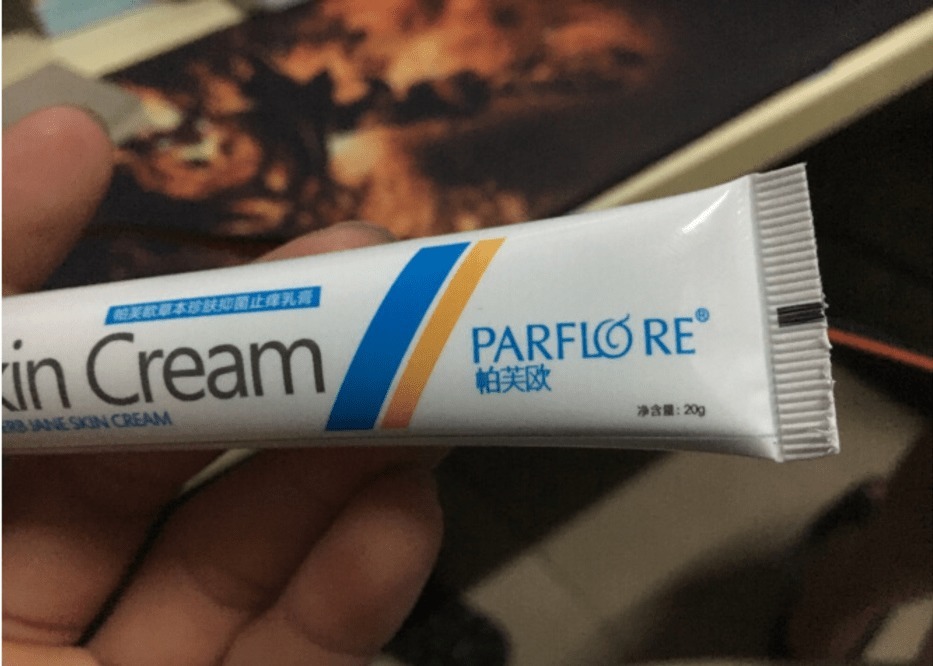 帕芙欧草本珍肤抑菌止痒乳膏
kin Cream
ERB JANE SKIN CREAM
PARFLORE®
帕芙欧
净含量：20g